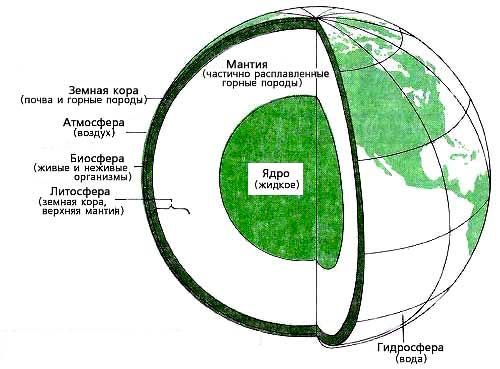 Мантия
(частично расплавленные
горные породы)
Земная кора
(почва и горные породы)
Атмосфера
(воздух)
Биосфера
(живые и неживые
организмы)
Литосфера
(земная кора,
верхняя мантия)
Ядро
(жидкое)
Гидросфера
(вода)